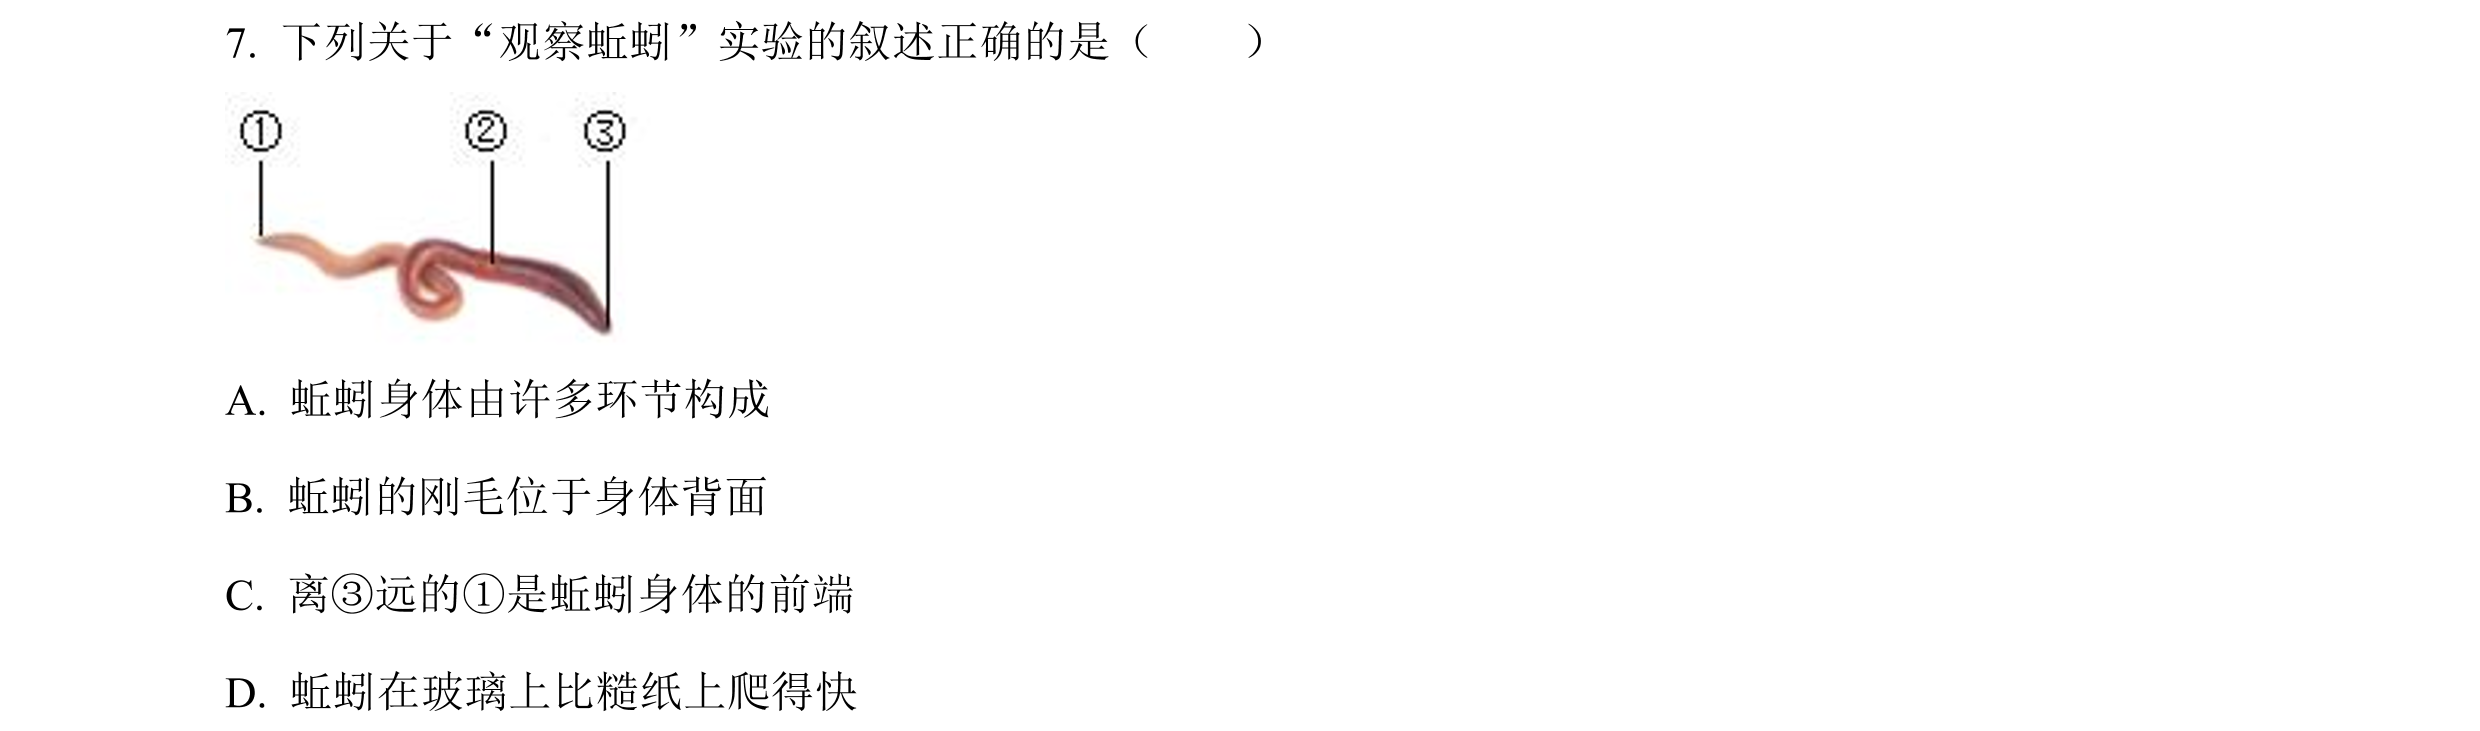 7. 下列关于“观察蚯蚓”实验的叙述正确的是（　　）
① ② ③
A. 蚯蚓身体由许多环节构成
B. 蚯蚓的刚毛位于身体背面
C. 离③远的①是蚯蚓身体的前端
D. 蚯蚓在玻璃上比糙纸上爬得快